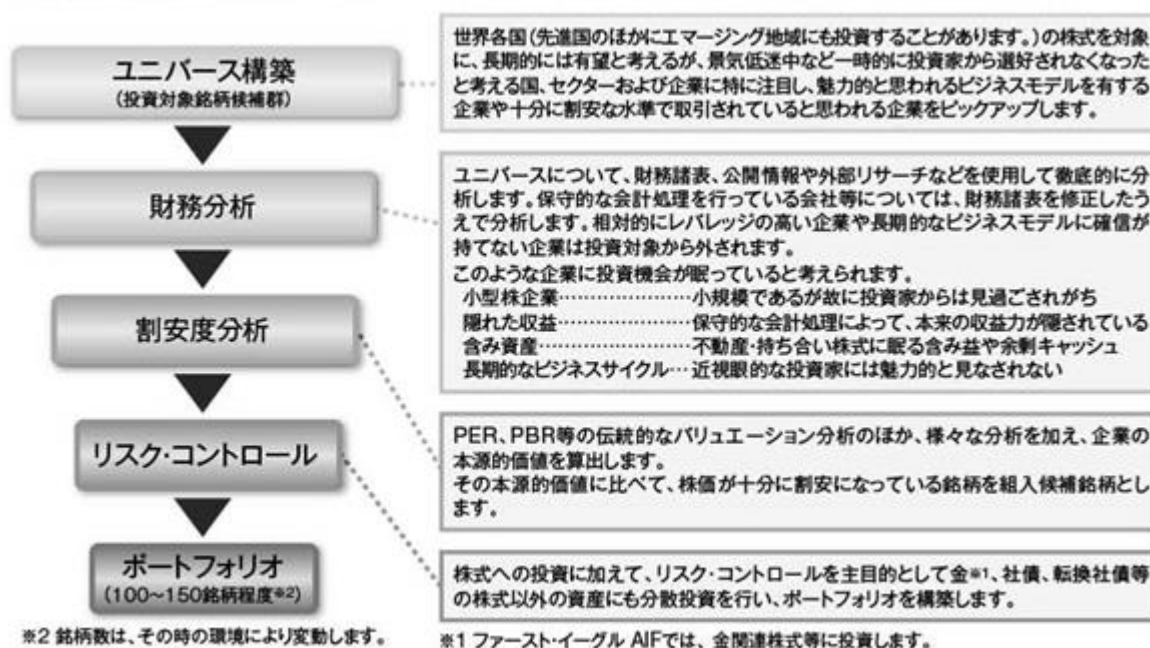 ユニバース構築
(投資対象銘柄候補群)
世界各国(先進国のほかにエマージング地域にも投資することがあります。)の株式を対象
に、長期的には有望と考えるが、景気低迷中など一時的に投資家から選好されなくなった
と考える国、セクターおよび企業に特に注目し、魅力的と思われるビジネスモデルを有する
企業や十分に割安な水準で取引されていると思われる企業をピックアップします。
財務分析
ユニバースについて、財務諸表、公開情報や外部リサーチなどを使用して徹底的に分
析します。保守的な会計処理を行っている会社等については、財務諸表を修正したう
えで分析します。相対的にレバレッジの高い企業や長期的なビジネスモデルに確信が
持てない企業は投資対象から外されます。
このような企業に投資機会が眠っていると考えられます。
小型株企業……………………小規模であるが故に投資家からは見過ごされがち
隠れた収益……………………保守的な会計処理によって、本来の収益力が隠されている
含み資産………………………不動産・持ち合い株式に眠る含み益や余剰キャッシュ
長期的なビジネスサイクル…近視眼的な投資家には魅力的と見なされない
割安度分析
PER、PBR等の伝統的なバリュエーション分析のほか、様々な分析を加え、企業の
本源的価値を算出します。
その本源的価値に比べて、株価が十分に割安になっている銘柄を組入候補銘柄とし
ます。
リスク・コントロール
株式への投資に加えて、リスク・コントロールを主目的として金※1、社債、転換社債等
の株式以外の資産にも分散投資を行い、ポートフォリオを構築します。
ポートフォリオ
(100~150銘柄程度※2)
※2 銘柄数は、その時の環境により変動します。
※1 ファースト・イーグル AIFでは、金関連株式等に投資します。